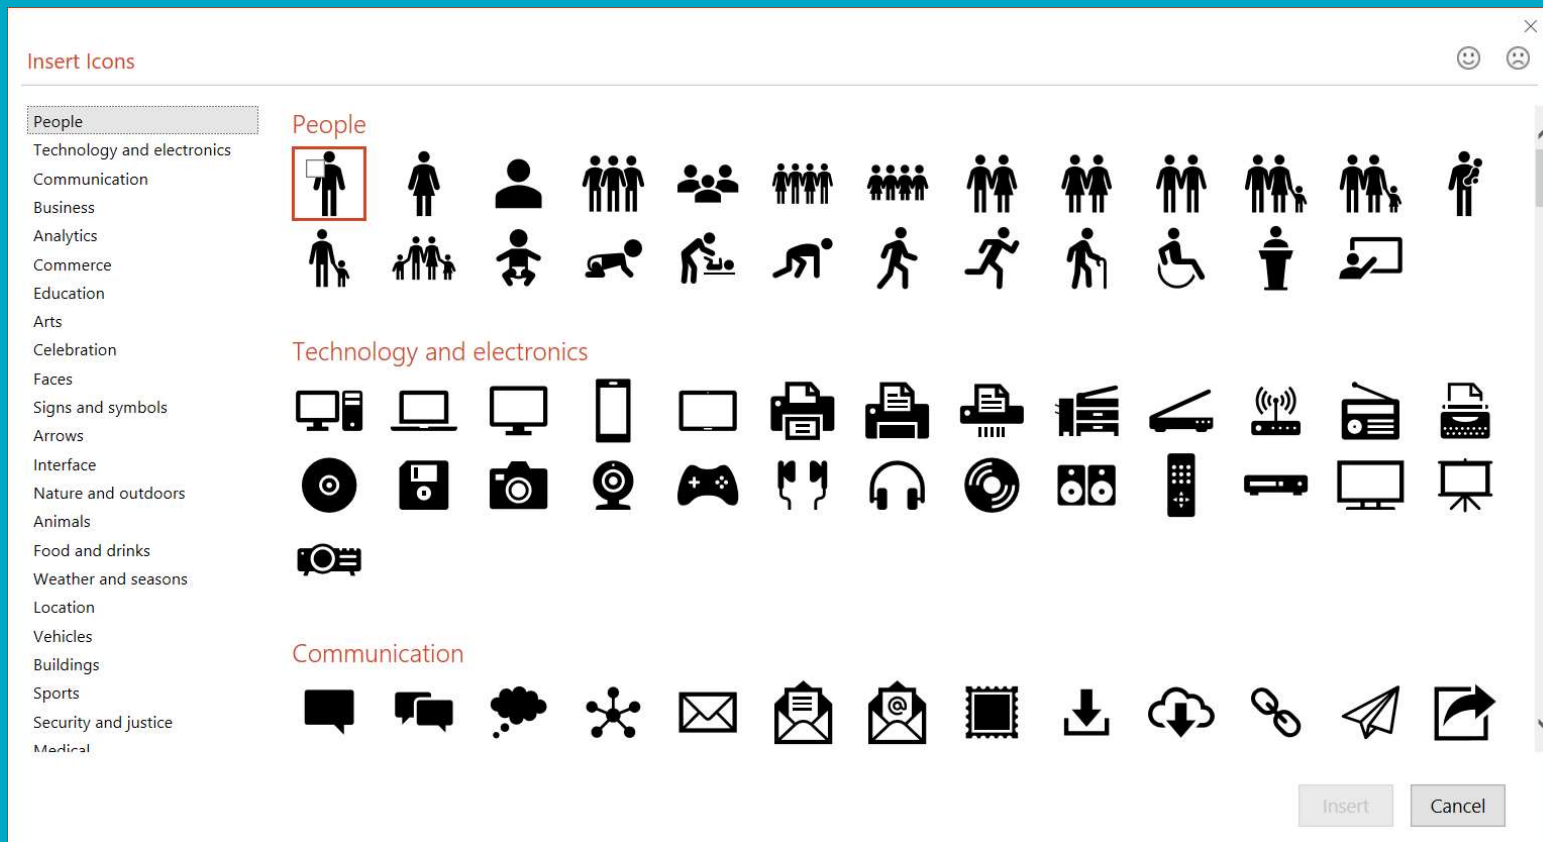 Insert Icons
People
Technology and electronics
Communication
Business
Analytics
Commerce
Education
Arts
Celebration
Faces
Signs and symbols
Arrows
Interface
Nature and outdoors
Animals
Food and drinks
Weather and seasons
Location
Vehicles
Buildings
Sports
Security and justice
Medical
People
Technology and electronics
Communication
@
Insert
Cancel